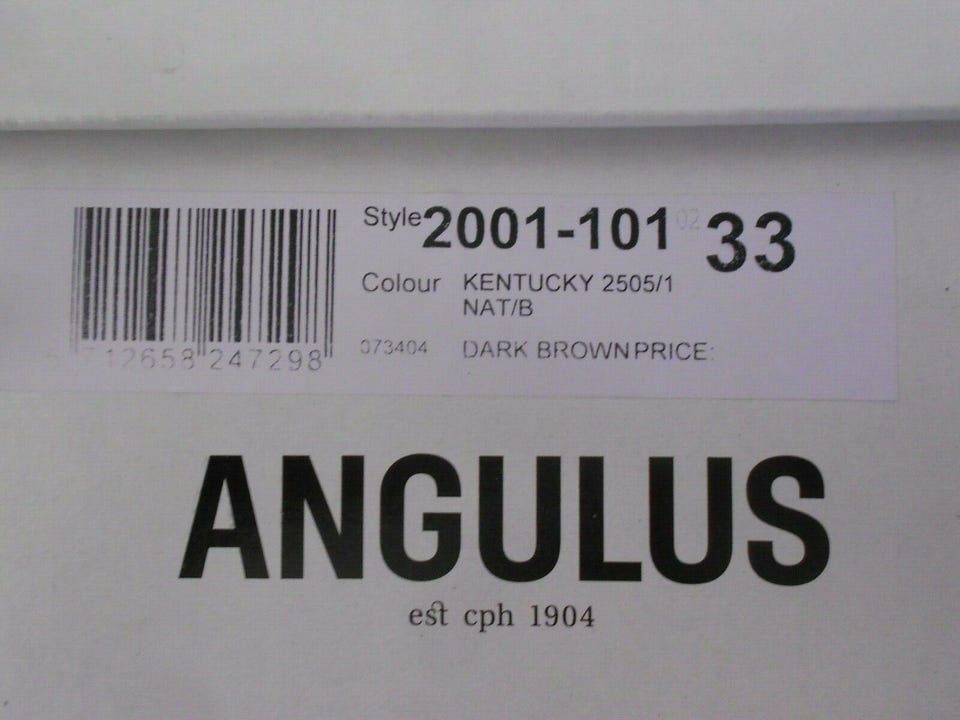 Style 2001-101 02 33
Colour KENTUCKY 2505/1
NAT/B
073404 DARK BROWN PRICE:
712658 247298
ANGULUS
est cph 1904